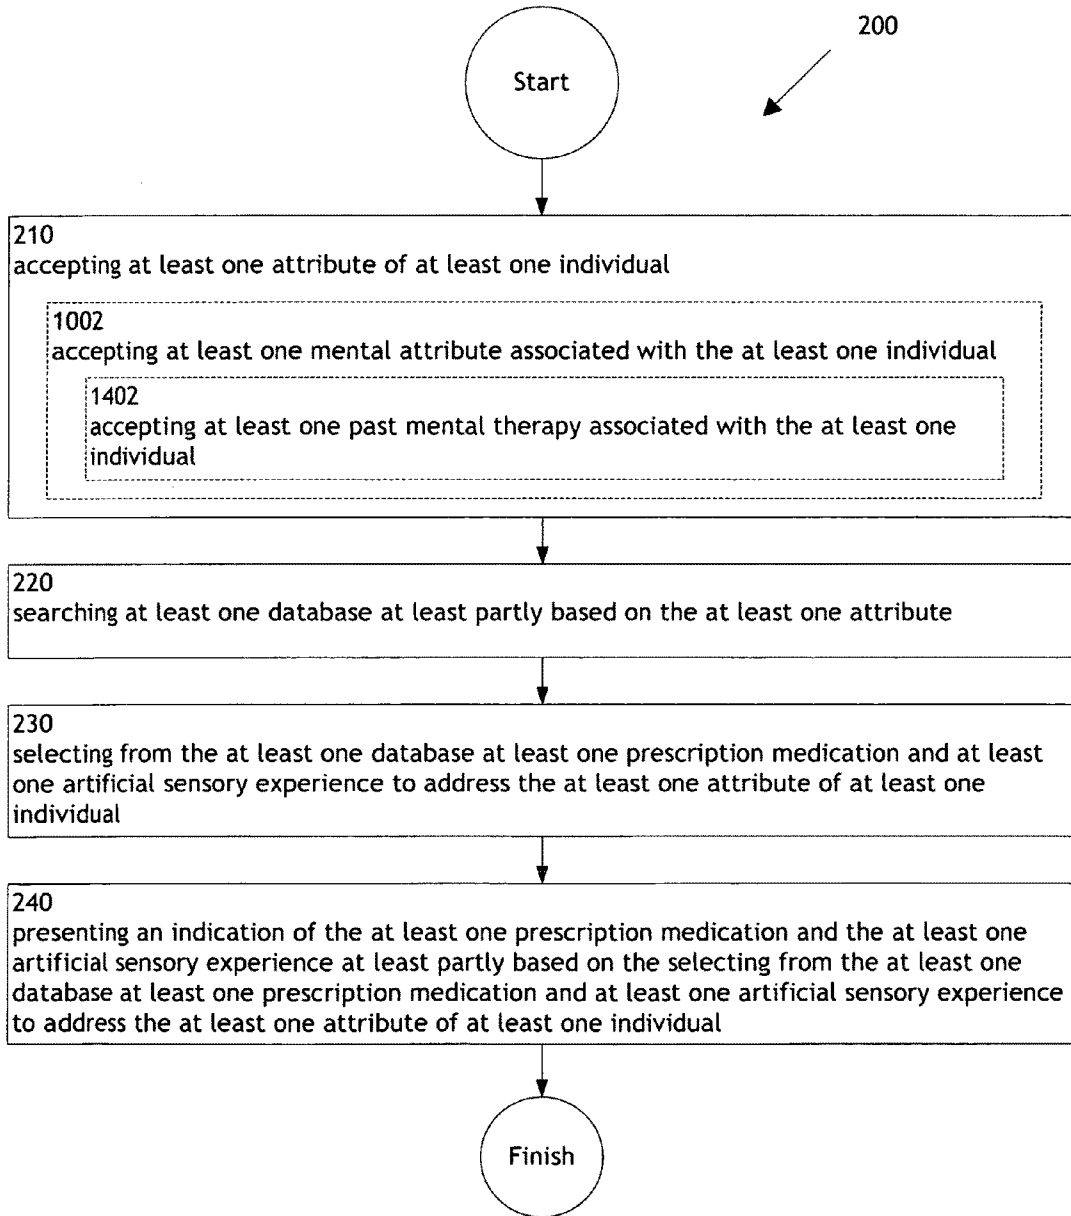 200
Start
210
accepting at least one attribute of at least one individual
1002
accepting at least one mental attribute associated with the at least one individual
1402
accepting at least one past mental therapy associated with the at least one
individual
220
searching at least one database at least partly based on the at least one attribute
230
selecting from the at least one database at least one prescription medication and at least
one artificial sensory experience to address the at least one attribute of at least one
individual
240
presenting an indication of the at least one prescription medication and the at least one
artificial sensory experience at least partly based on the selecting from the at least one
database at least one prescription medication and at least one artificial sensory experience
to address the at least one attribute of at least one individual
Finish